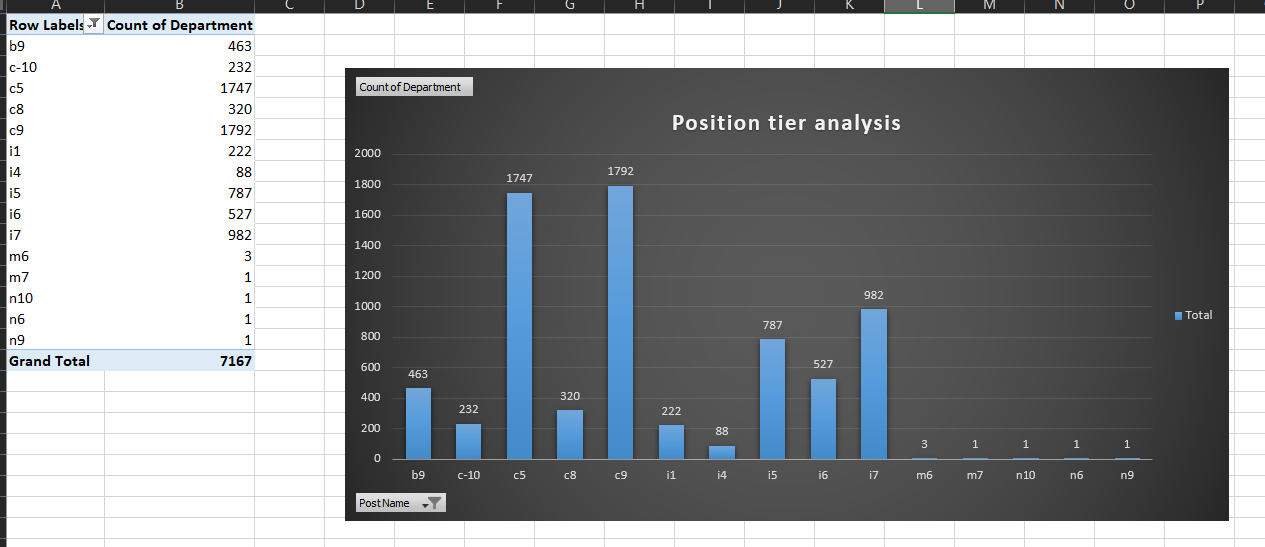 A B C D E F G H I J K L M N O P
Row Labels Count of Department
b9 463
c-10 232
c5 1747
c8 320
c9 1792
i1 222
i4 88
i5 787
i6 527
i7 982
m6 3
m7 1
n10 1
n6 1
n9 1
Grand Total 7167
Count of Department
Position tier analysis
2000
1800
1600
1400
1200
1000
800
600
400
200
0
463 232 1747 320 1792 222 88 787 527 982 3 1 1 1 1
b9 c-10 c5 c8 c9 i1 i4 i5 i6 i7 m6 m7 n10 n6 n9
Total
PostName